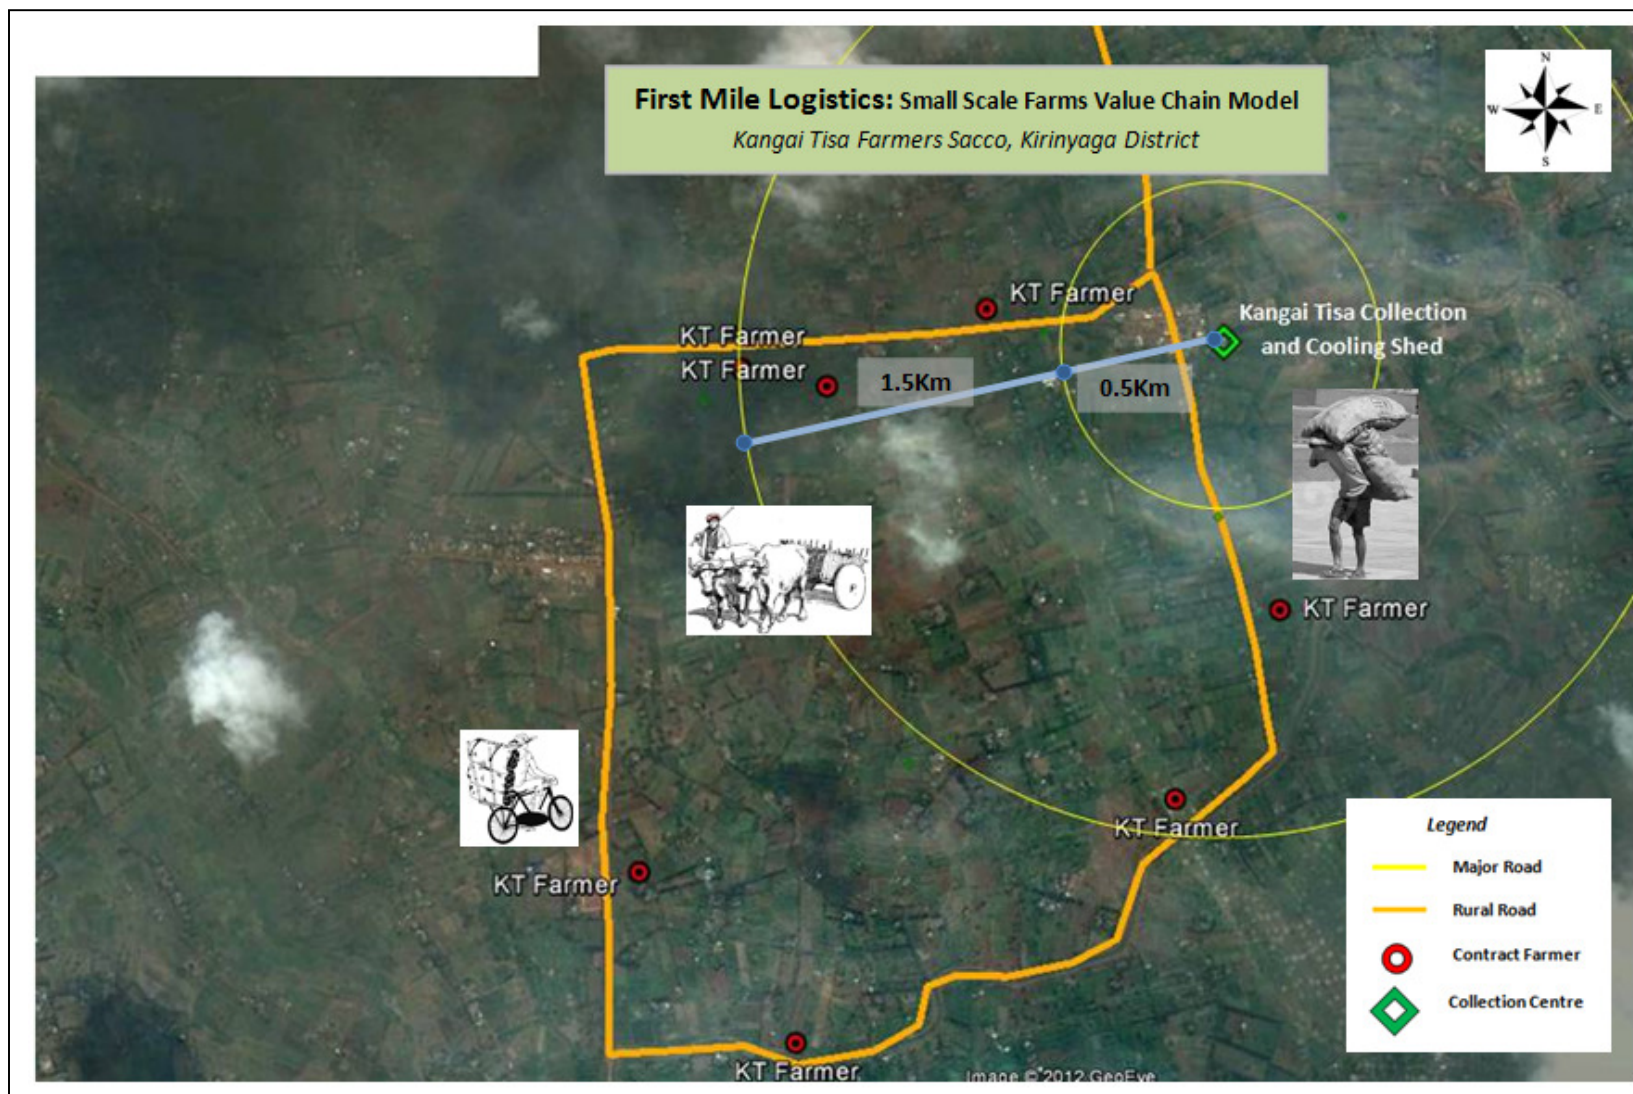 First Mile Logistics: Small Scale Farms Value Chain Model
Kangai Tisa Farmers Sacco, Kirinyaga District
N
W E
S
KT Farmer
KT Farmer
KT Farmer
Kangai Tisa Collection
and Cooling Shed
1.5Km
0.5Km
KT Farmer
KT Farmer
KT Farmer
KT Farmer
Legend
Major Road
Rural Road
Contract Farmer
Collection Centre
Image © 2012 GeoEye